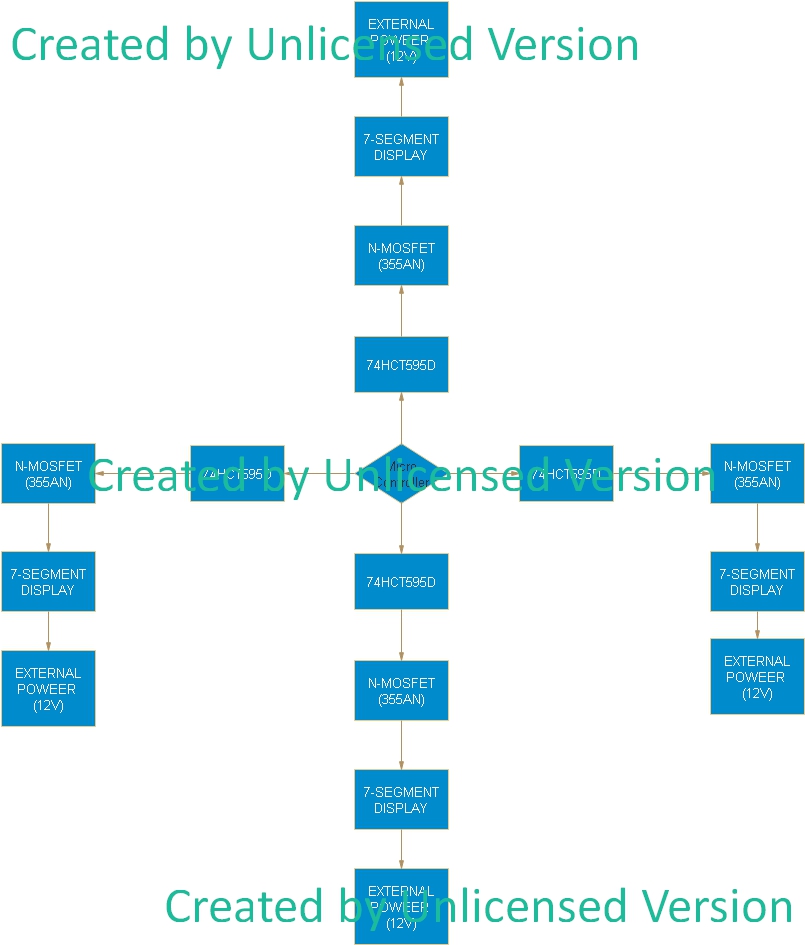 EXTERNAL
POWEER
(12V)
Created by Unlicensed Version
7-SEGMENT
DISPLAY
N-MOSFET
(355AN)
74HCT595D
N-MOSFET
(355AN)
74HCT595D
Micro
Controller
74HCT595D
N-MOSFET
(355AN)
Created by Unlicensed Version
7-SEGMENT
DISPLAY
74HCT595D
7-SEGMENT
DISPLAY
EXTERNAL
POWEER
(12V)
N-MOSFET
(355AN)
EXTERNAL
POWEER
(12V)
7-SEGMENT
DISPLAY
EXTERNAL
POWEER
(12V)
Created by Unlicensed Version